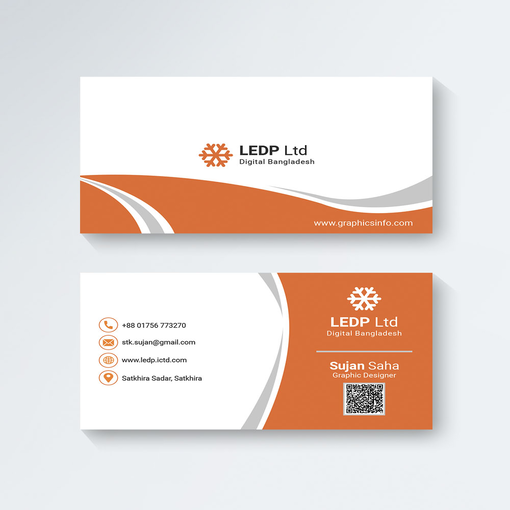 LEDP Ltd
Digital Bangladesh
www.graphicsinfo.com
+88 01756 773270
stk.sujan@gmail.com
www.ledp.ictd.com
Satkhira Sadar, Satkhira
LEDP Ltd
Digital Bangladesh
Sujan Saha
Graphic Designer